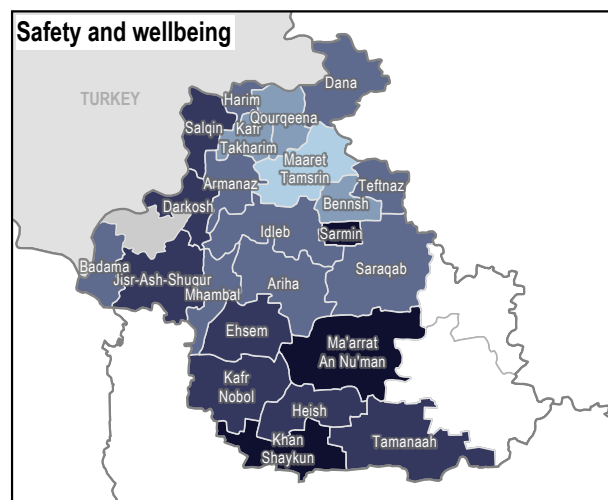 Safety and wellbeing
TURKEY
Dana
Harim
Qourqeena
Salqin
Kafr
Takharim
Maaret
Tamsrin
Teftnaz
Armanaz
Bennsh
Darkosh
Idleb
Sarmin
Badama
Jisr-Ash-Shuqur
Mhambal
Ariha
Saraqab
Ehsem
Ma'arrat
An Nu'man
Kafr
Nobol
Heish
Khan
Shaykun
Tamanaah